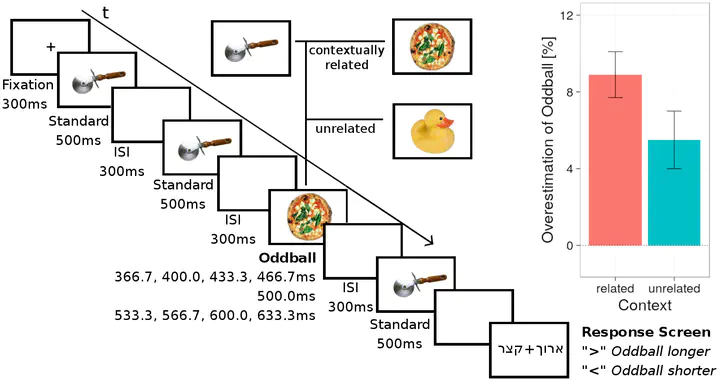 t
+
Fixation
300ms
Standard
500ms
ISI
300ms
Standard
500ms
ISI
300ms
Oddball
366.7, 400.0, 433.3, 466.7ms
500.0ms
533.3, 566.7, 600.0, 633.3ms
ISI
300ms
Standard
500ms
ארוך+קצר
contextually
related
unrelated
Overestimation of Oddball [%]
12
8
4
0
related unrelated
Context
Response Screen
">" Oddball longer
"<" Oddball shorter